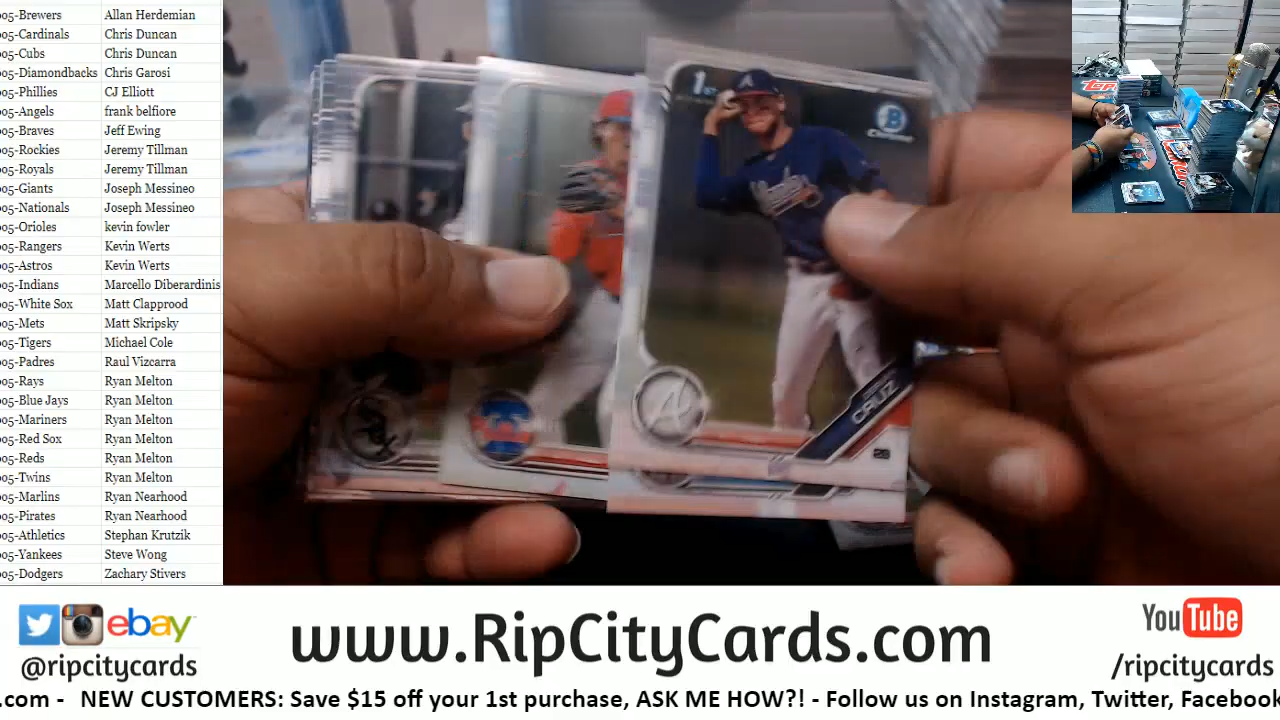 05-Brewers Allan Herdemian
05-Cardinals Chris Duncan
05-Cubs Chris Duncan
05-Diamondbacks Chris Garosi
05-Phillies CJ Elliott
05-Angels frank belfiore
05-Braves Jeff Ewing
05-Rockies Jeremy Tillman
05-Royals Jeremy Tillman
05-Giants Joseph Messineo
05-Nationals Joseph Messineo
05-Orioles kevin fowler
05-Rangers Kevin Werts
05-Astros Kevin Werts
05-Indians Marcello Diberardinis
05-White Sox Matt Clapprood
05-Mets Matt Skripsky
05-Tigers Michael Cole
05-Padres Raul Vizcarra
05-Rays Ryan Melton
05-Blue Jays Ryan Melton
05-Mariners Ryan Melton
05-Red Sox Ryan Melton
05-Reds Ryan Melton
05-Twins Ryan Melton
05-Marlins Ryan Nearhood
05-Pirates Ryan Nearhood
05-Athletics Stephan Krutzik
05-Yankees Steve Wong
05-Dodgers Zachary Stivers
1st
B
A
CRUZ
ebay
@ripcitycards
www.RipCityCards.com
YouTube
/ripcitycards
.com - NEW CUSTOMERS: Save $15 off your 1st purchase, ASK ME HOW?! - Follow us on Instagram, Twitter, Facebook